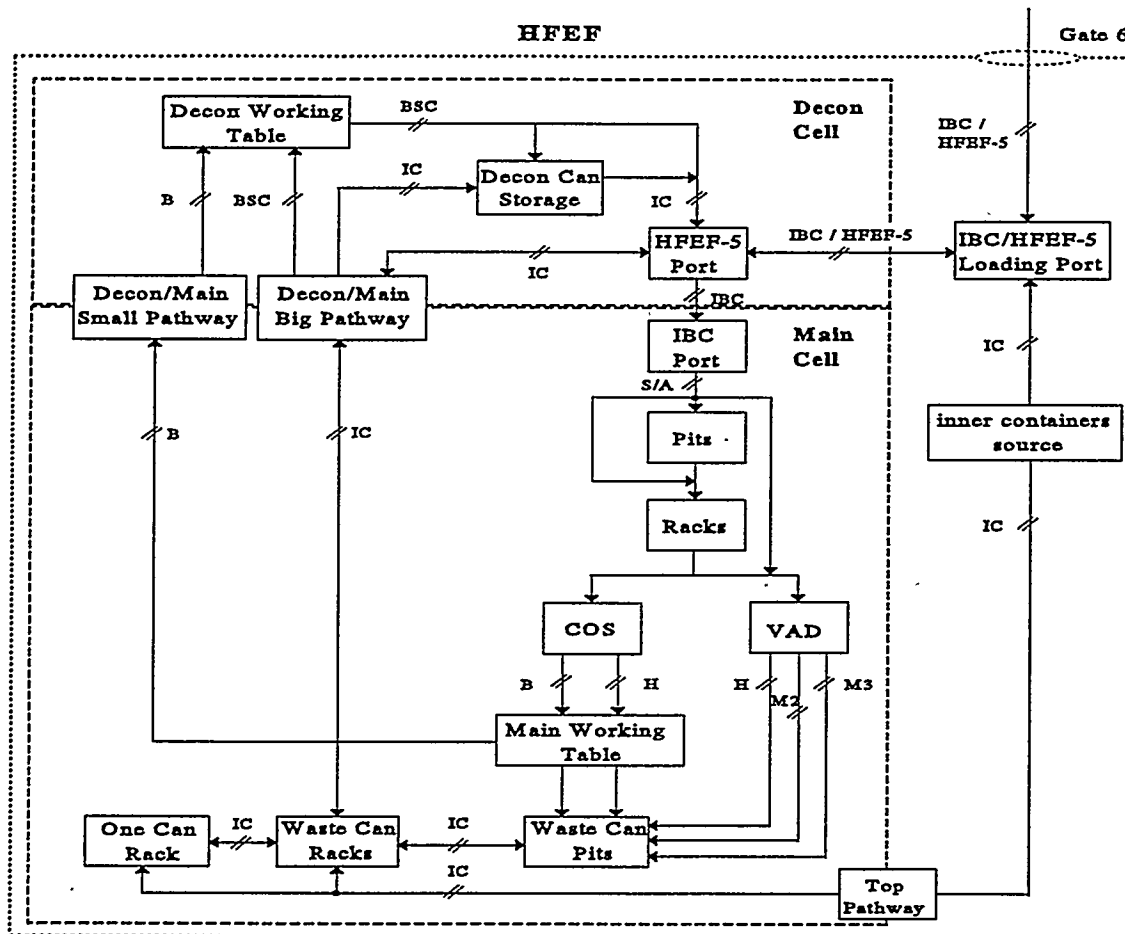 HFEF
Gate 6
Decon Working
Table
BSC
Decon
Cell
IBC /
HFEF-5
IC
Decon Can
Storage
B
BSC
IC
HFEF-5
Port
IBC / HFEF-5
IBC/HFEF-5
Loading Port
IC
Decon/Main
Small Pathway
Decon/Main
Big Pathway
IBC
IBC
Port
Main
Cell
IC
S/A
B
IC
Pits
inner containers
source
Racks
IC
COS
VAD
B
H
H
M2
M3
Main Working
Table
One Can
Rack
IC
Waste Can
Racks
IC
Waste Can
Pits
IC
Top
Pathway